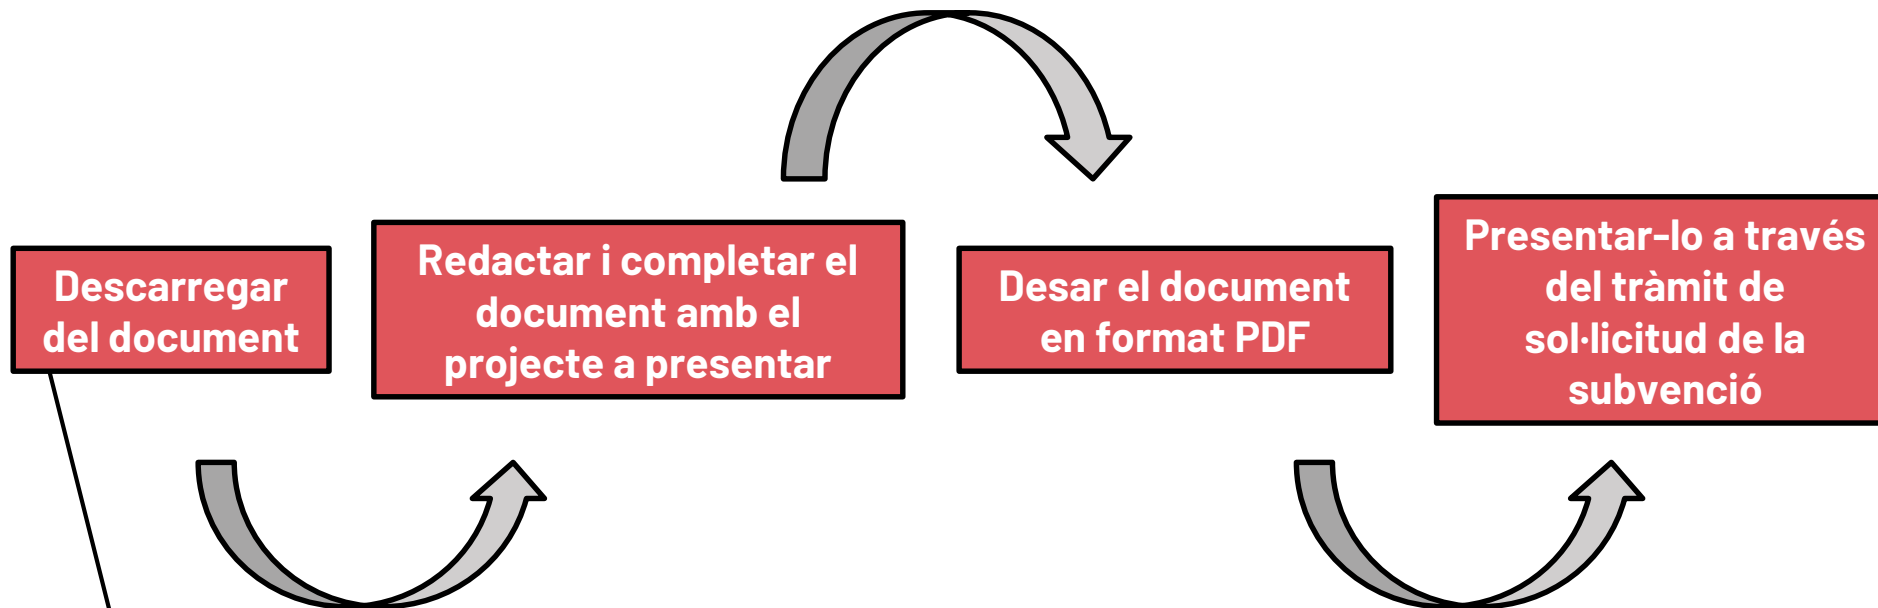 Descarregar
del document
Redactar i completar el
document amb el
projecte a presentar
Desar el document
en format PDF
Presentar-lo a través
del tràmit de
sol·licitud de la
subvenció